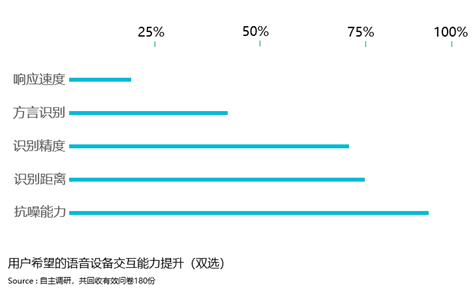 25% 50% 75% 100%
响应速度
方言识别
识别精度
识别距离
抗噪能力
用户希望的语音设备交互能力提升（双选）
Source : 自主调研，共回收有效问卷180份